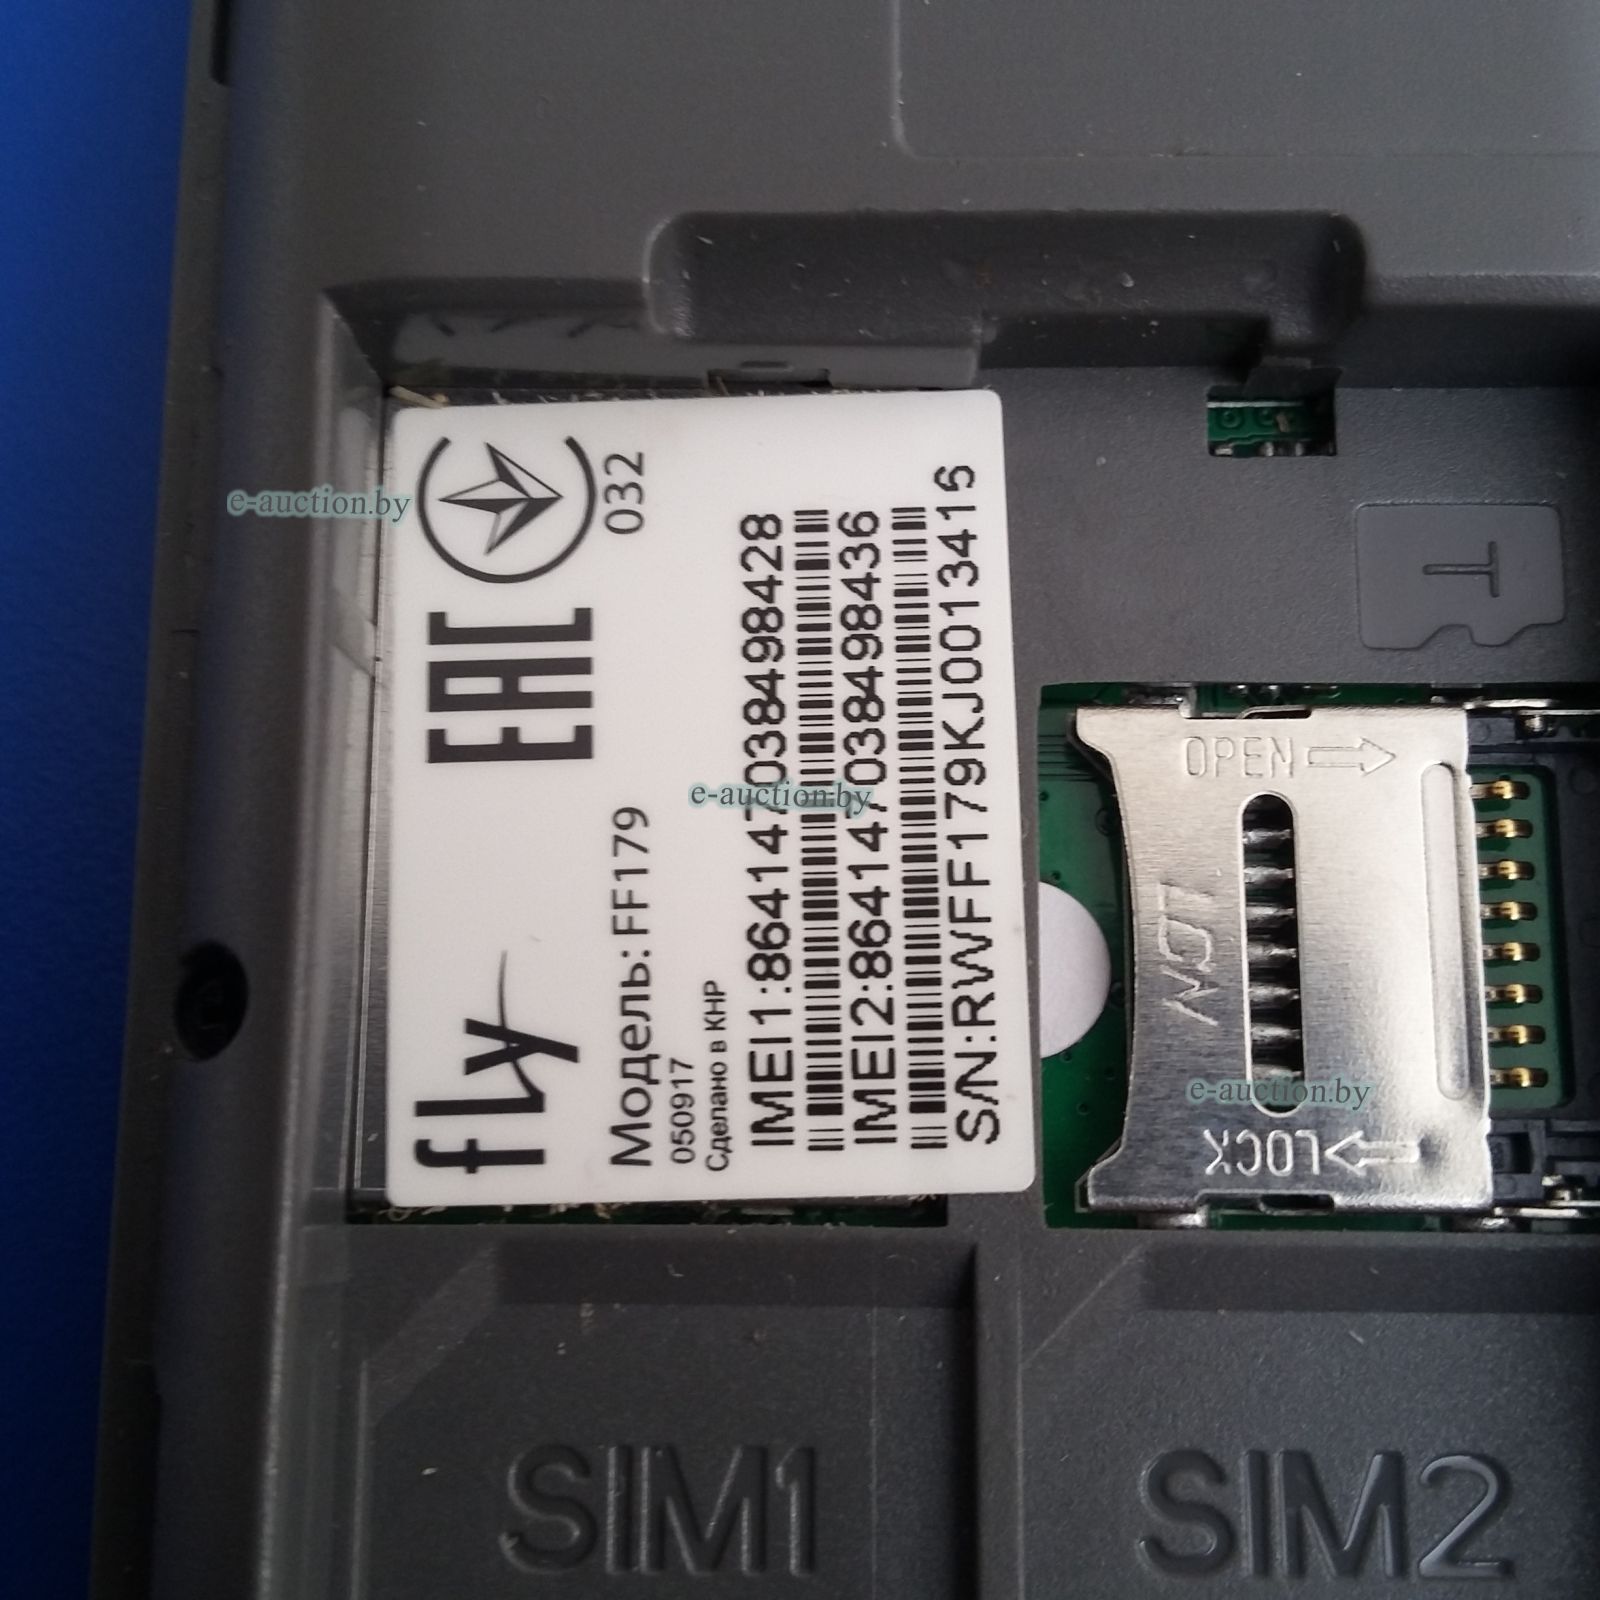 fly
EAC
032
Модель:FF179
050917
Сделано в КНР
IMEI1:864147038498428
IMEI2:864147038498436
S/N:RWFF179KJ0013416
T
OPEN
LOCK
SIM1
SIM2
e-auction.by
e-auction.by
e-auction.by